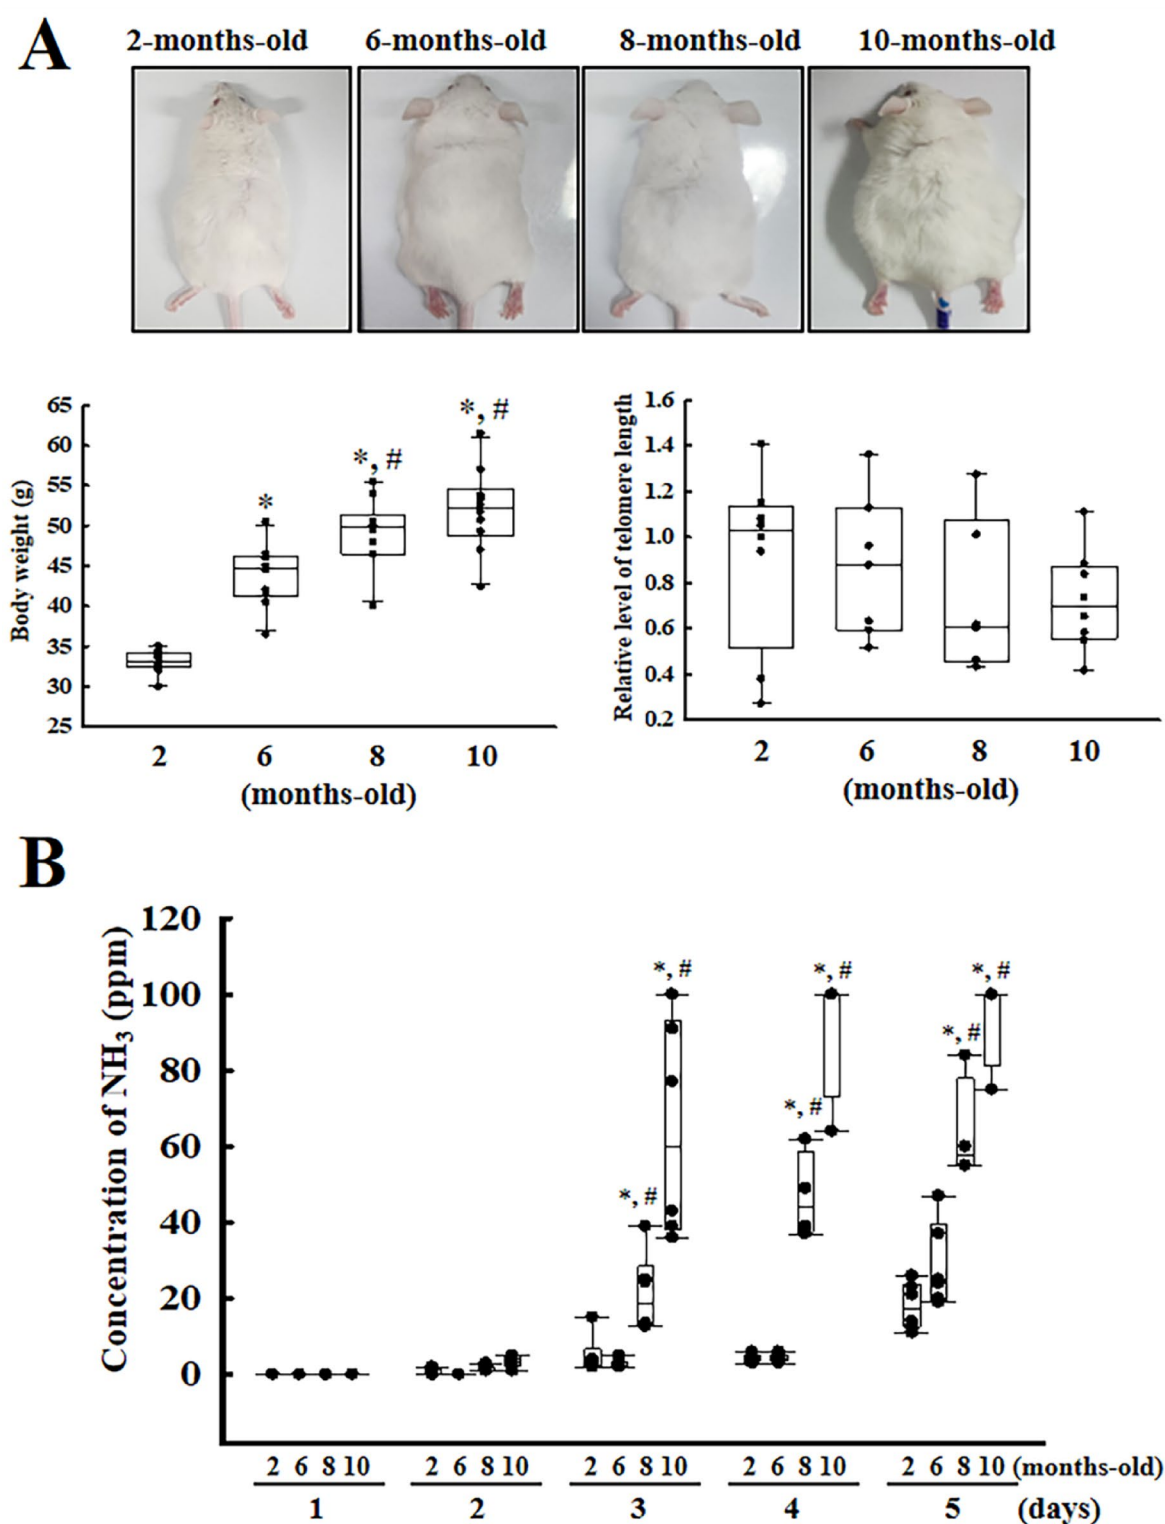 A
2-months-old 6-months-old 8-months-old 10-months-old
Body weight (g)
65
60
55
50
45
40
35
30
25
*
*, #
*, #
2 6 8 10
(months-old)
Relative level of telomere length
1.6
1.4
1.2
1.0
0.8
0.6
0.4
0.2
2 6 8 10
(months-old)
B
Concentration of NH3 (ppm)
120
100
80
60
40
20
0
*, #
*, #
*, #
*, #
*, #
*, #
2 6 8 10 2 6 8 10 2 6 8 10 2 6 8 10 2 6 8 10 (months-old)
1 2 3 4 5 (days)